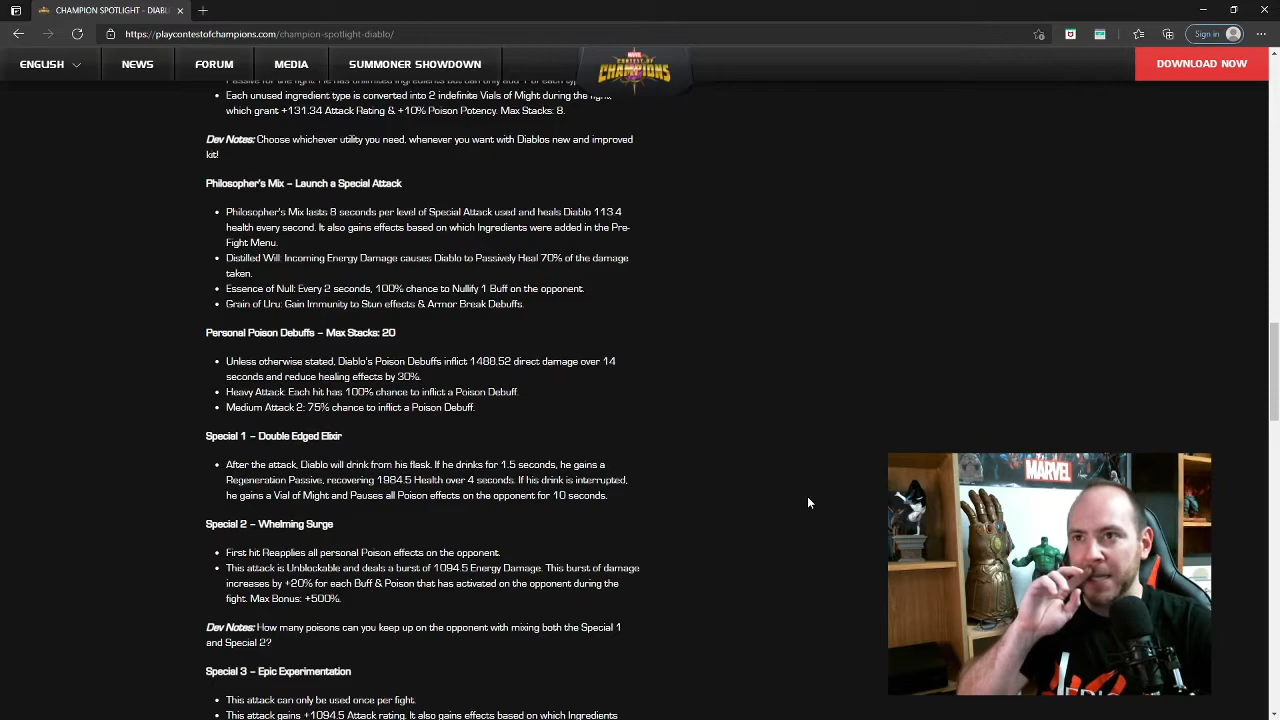 CHAMPION SPOTLIGHT - DIABL
https://playcontestofchampions.com/champion-spotlight-diablo/
Sign in
ENGLISH
NEWS
FORUM
MEDIA
SUMMONER SHOWDOWN
MARVEL
CONTEST OF
CHAMPIONS
DOWNLOAD NOW
Each unused ingredient type is converted into 2 indefinite Vials of Might during the fight,
which grant +131.34 Attack Rating & +10% Poison Potency. Max Stacks: 8.
Dev Notes: Choose whichever utility you need, whenever you want with Diablos new and improved
kit!
Philosopher's Mix – Launch a Special Attack
Philosopher's Mix lasts 8 seconds per level of Special Attack used and heals Diablo 113.4
health every second. It also gains effects based on which Ingredients were added in the Pre-
Fight Menu.
Distilled Will: Incoming Energy Damage causes Diablo to Passively Heal 70% of the damage
taken.
Essence of Null: Every 2 seconds, 100% chance to Nullify 1 Buff on the opponent.
Grain of Uru: Gain Immunity to Stun effects & Armor Break Debuffs.
Personal Poison Debuffs – Max Stacks: 20
Unless otherwise stated, Diablo's Poison Debuffs inflict 1488.52 direct damage over 14
seconds and reduce healing effects by 30%.
Heavy Attack: Each hit has 100% chance to inflict a Poison Debuff.
Medium Attack 2: 75% chance to inflict a Poison Debuff.
Special 1 – Double Edged Elixir
After the attack, Diablo will drink from his flask. If he drinks for 1.5 seconds, he gains a
Regeneration Passive, recovering 1984.5 Health over 4 seconds. If his drink is interrupted,
he gains a Vial of Might and Pauses all Poison effects on the opponent for 10 seconds.
Special 2 – Whelming Surge
First hit Reapplies all personal Poison effects on the opponent.
This attack is Unblockable and deals a burst of 1094.5 Energy Damage. This burst of damage
increases by +20% for each Buff & Poison that has activated on the opponent during the
fight. Max Bonus: +500%.
Dev Notes: How many poisons can you keep up on the opponent with mixing both the Special 1
and Special 2?
Special 3 – Epic Experimentation
This attack can only be used once per fight.
This attack gains +1094.5 Attack rating. It also gains effects based on which Ingredients
MARVEL